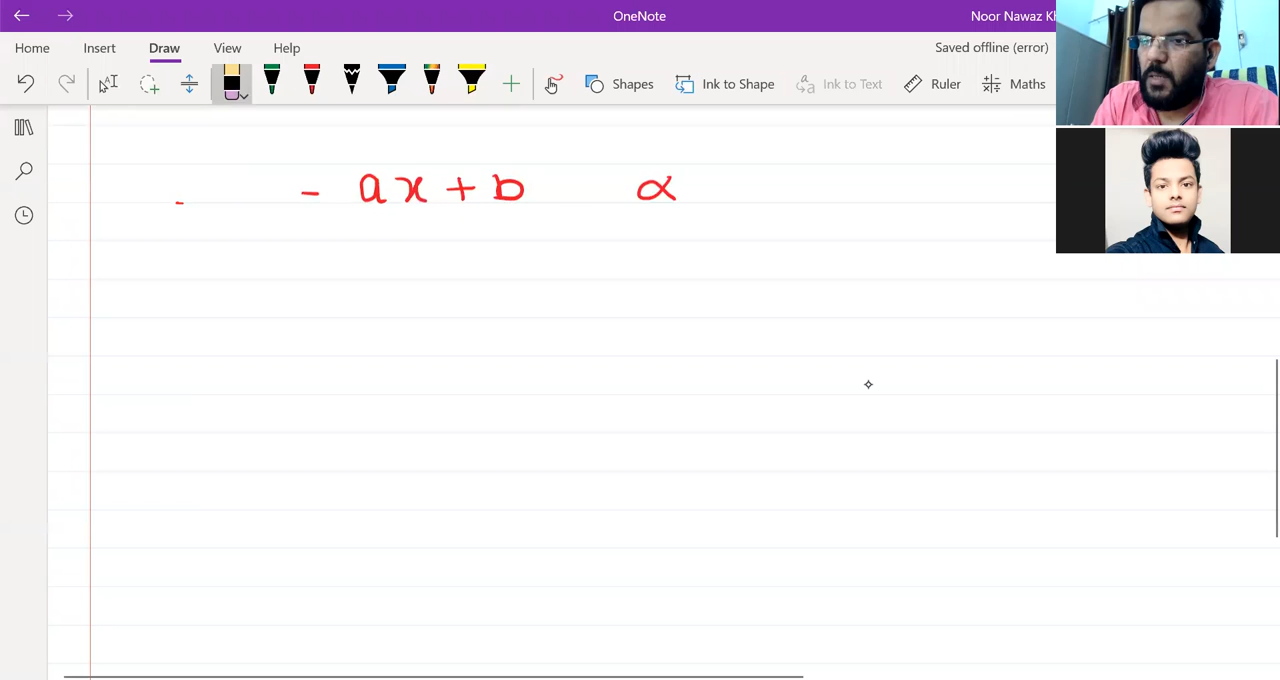 OneNote
Noor Nawaz Kh
Home Insert Draw View Help
Saved offline (error)
Shapes Ink to Shape Ink to Text Ruler Maths
- ax + b α